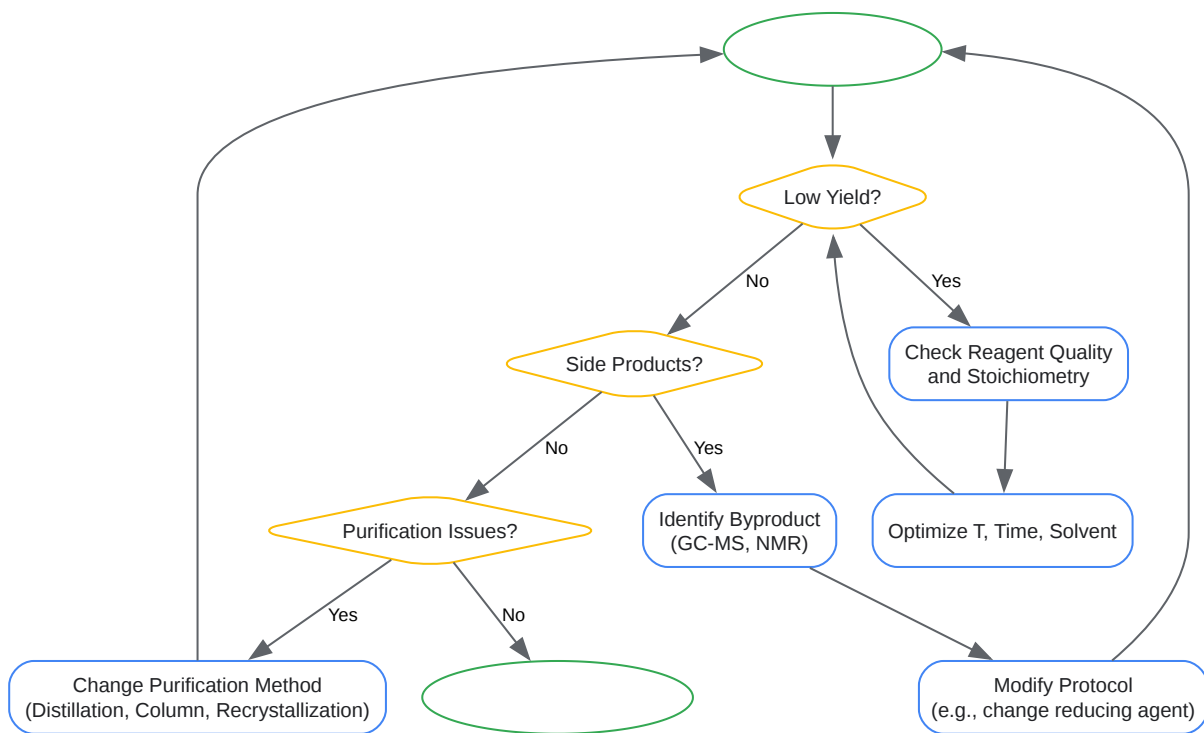 Low Yield?
No
Yes
Side Products?
Check Reagent Quality
and Stoichiometry
No
Yes
Purification Issues?
Identify Byproduct
(GC-MS, NMR)
Optimize T, Time, Solvent
Yes
No
Change Purification Method
(Distillation, Column, Recrystallization)
Modify Protocol
(e.g., change reducing agent)